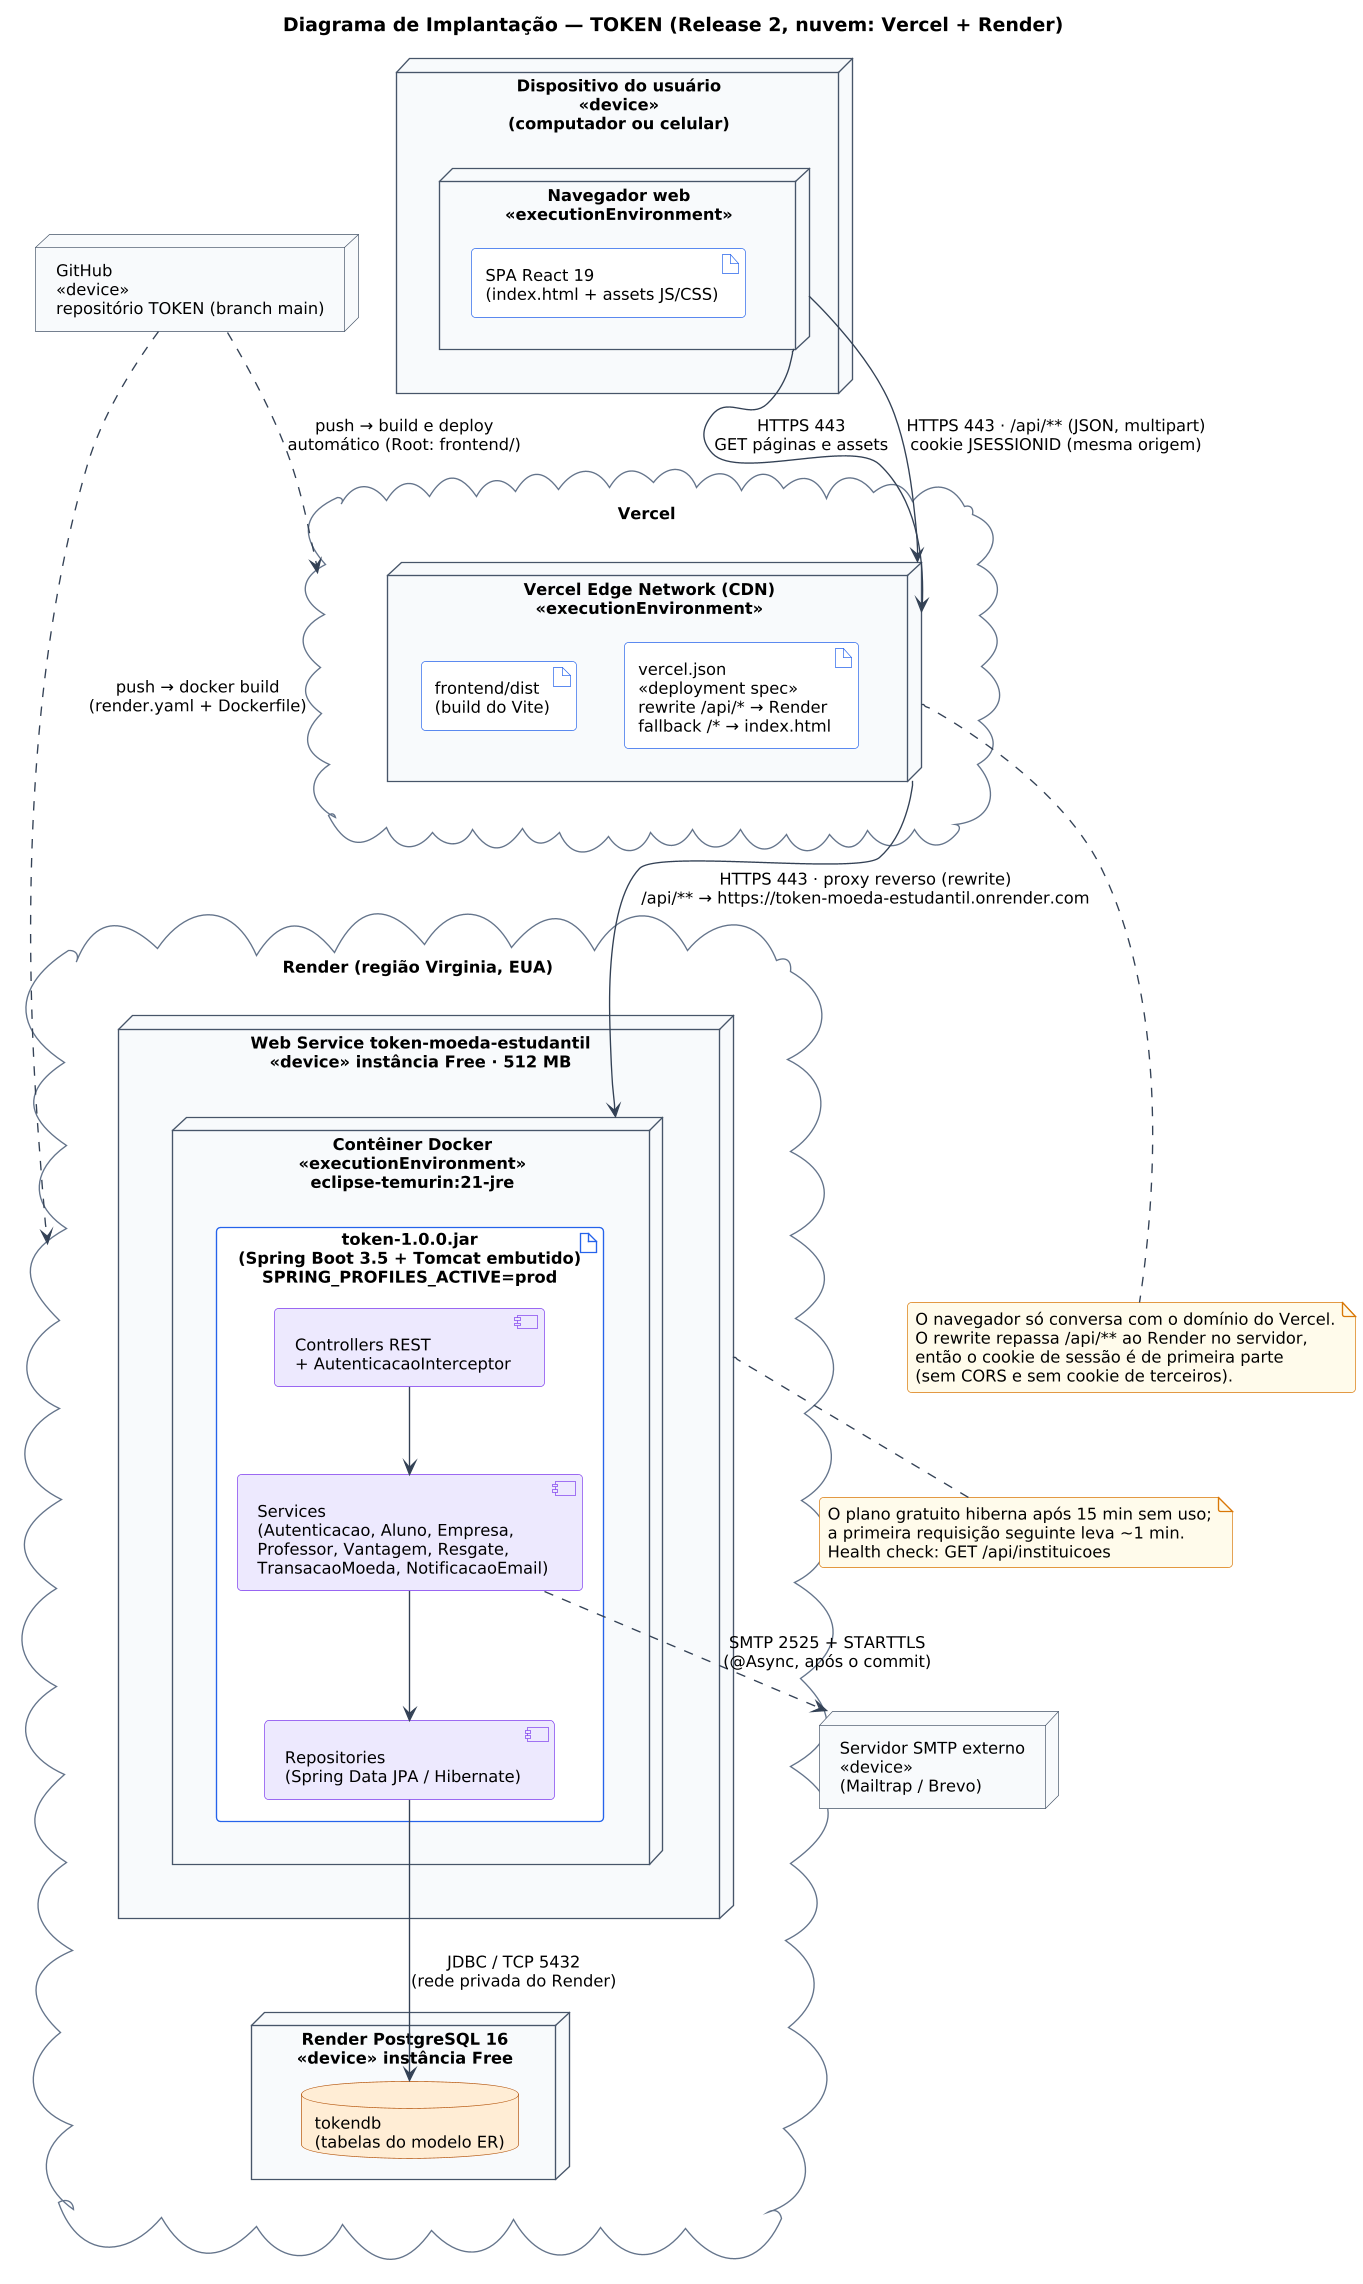 Diagrama de Implantação — TOKEN (Release 2, nuvem: Vercel + Render)
Dispositivo do usuário
«device»
(computador ou celular)
Navegador web
«executionEnvironment»
SPA React 19
(index.html + assets JS/CSS)
GitHub
«device»
repositório TOKEN (branch main)
push → build e deploy
automático (Root: frontend/)
HTTPS 443
GET páginas e assets
HTTPS 443 · /api/** (JSON, multipart)
cookie JSESSIONID (mesma origem)
Vercel
Vercel Edge Network (CDN)
«executionEnvironment»
frontend/dist
(build do Vite)
vercel.json
«deployment spec»
rewrite /api/* → Render
fallback /* → index.html
push → docker build
(render.yaml + Dockerfile)
HTTPS 443 · proxy reverso (rewrite)
/api/** → https://token-moeda-estudantil.onrender.com
Render (região Virginia, EUA)
Web Service token-moeda-estudantil
«device» instância Free · 512 MB
Contêiner Docker
«executionEnvironment»
eclipse-temurin:21-jre
token-1.0.0.jar
(Spring Boot 3.5 + Tomcat embutido)
SPRING_PROFILES_ACTIVE=prod
Controllers REST
+ AutenticacaoInterceptor
O navegador só conversa com o domínio do Vercel.
O rewrite repassa /api/** ao Render no servidor,
então o cookie de sessão é de primeira parte
(sem CORS e sem cookie de terceiros).
Services
(Autenticacao, Aluno, Empresa,
Professor, Vantagem, Resgate,
TransacaoMoeda, NotificacaoEmail)
O plano gratuito hiberna após 15 min sem uso;
a primeira requisição seguinte leva ~1 min.
Health check: GET /api/instituicoes
SMTP 2525 + STARTTLS
(@Async, após o commit)
Repositories
(Spring Data JPA / Hibernate)
Servidor SMTP externo
«device»
(Mailtrap / Brevo)
JDBC / TCP 5432
(rede privada do Render)
Render PostgreSQL 16
«device» instância Free
tokendb
(tabelas do modelo ER)